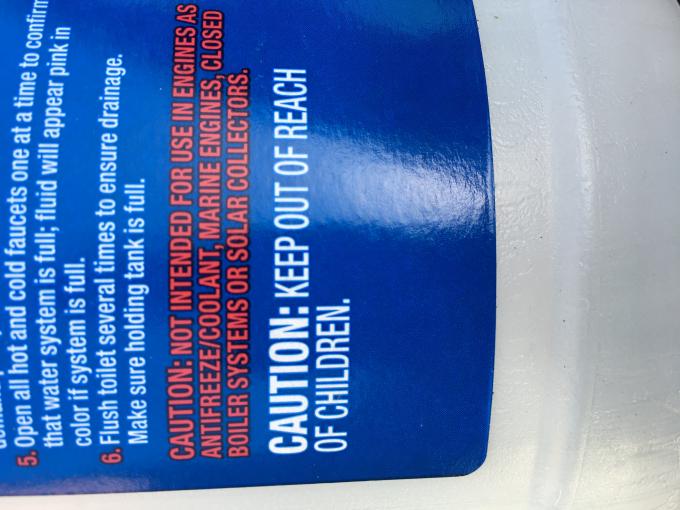 5. Open all hot and cold faucets one at a time to confirm
that water system is full; fluid will appear pink in
color if system is full.
6. Flush toilet several times to ensure drainage.
Make sure holding tank is full.
CAUTION: NOT INTENDED FOR USE IN ENGINES AS
ANTIFREEZE/COOLANT, MARINE ENGINES, CLOSED
BOILER SYSTEMS OR SOLAR COLLECTORS.
CAUTION: KEEP OUT OF REACH
OF CHILDREN.